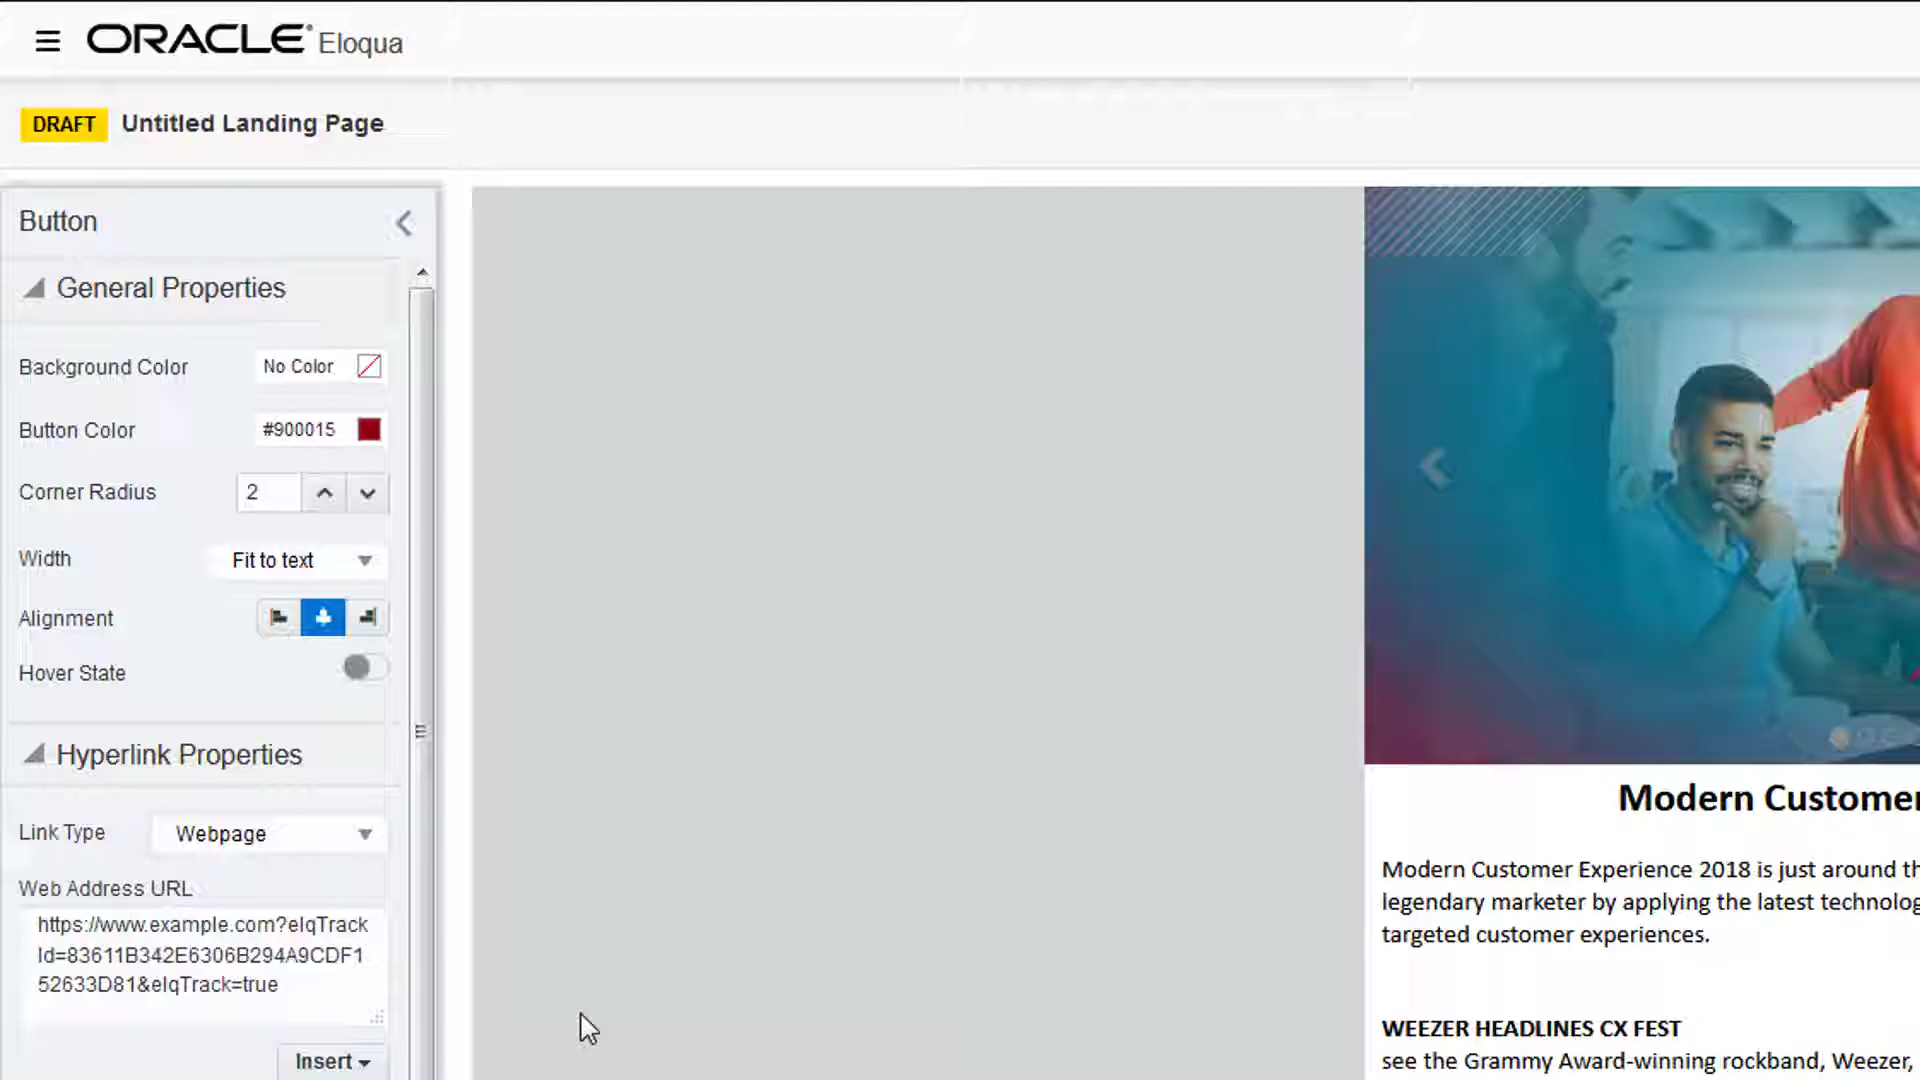 ORACLE Eloqua
DRAFT Untitled Landing Page
Button
General Properties
Background Color No Color
Button Color #900015
Corner Radius 2
Width Fit to text
Alignment
Hover State
Hyperlink Properties
Link Type Webpage
Web Address URL
https://www.example.com?elqTrack
Id=83611B342E6306B294A9CDF1
52633D81&elqTrack=true
Insert
Modern Customer
Modern Customer Experience 2018 is just around th
legendary marketer by applying the latest technolog
targeted customer experiences.
WEEZER HEADLINES CX FEST
see the Grammy Award-winning rockband, Weezer,